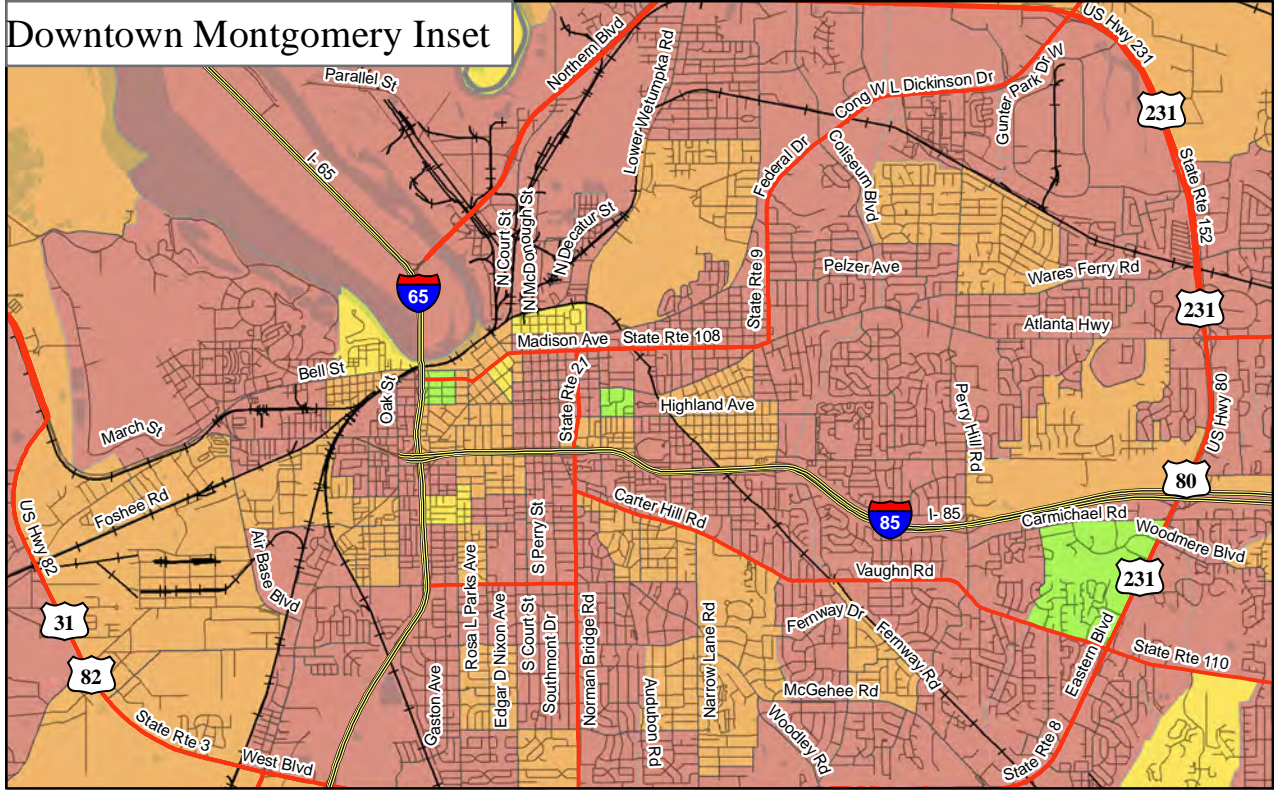 Downtown Montgomery Inset
Parallel St
Northern Blvd
Lower Wetumpka Rd
Cong W L Dickinson Dr
Gunter Park Dr W
US Hwy 231
231
I- 65
Federal Dr
Coliseum Blvd
State Rte 152
N Court St
N McDonough St
N Decatur St
State Rte 9
Pelzer Ave
Wares Ferry Rd
65
231
Madison Ave
State Rte 108
Atlanta Hwy
Bell St
Oak St
State Rte 21
Highland Ave
Perry Hill Rd
US Hwy 80
March St
80
Foshee Rd
US Hwy 82
Air Base Blvd
S Perry St
Carter Hill Rd
85
I- 85
Carmichael Rd
Woodmere Blvd
Vaughn Rd
231
31
82
Rosa L Parks Ave
Edgar D Nixon Ave
S Court St
Southmont Dr
Norman Bridge Rd
Narrow Lane Rd
Fernway Dr
Fernway Rd
Eastern Blvd
State Rte 110
Gaston Ave
Audubon Rd
McGehee Rd
Woodley Rd
State Rte 3
West Blvd
State Rte 8